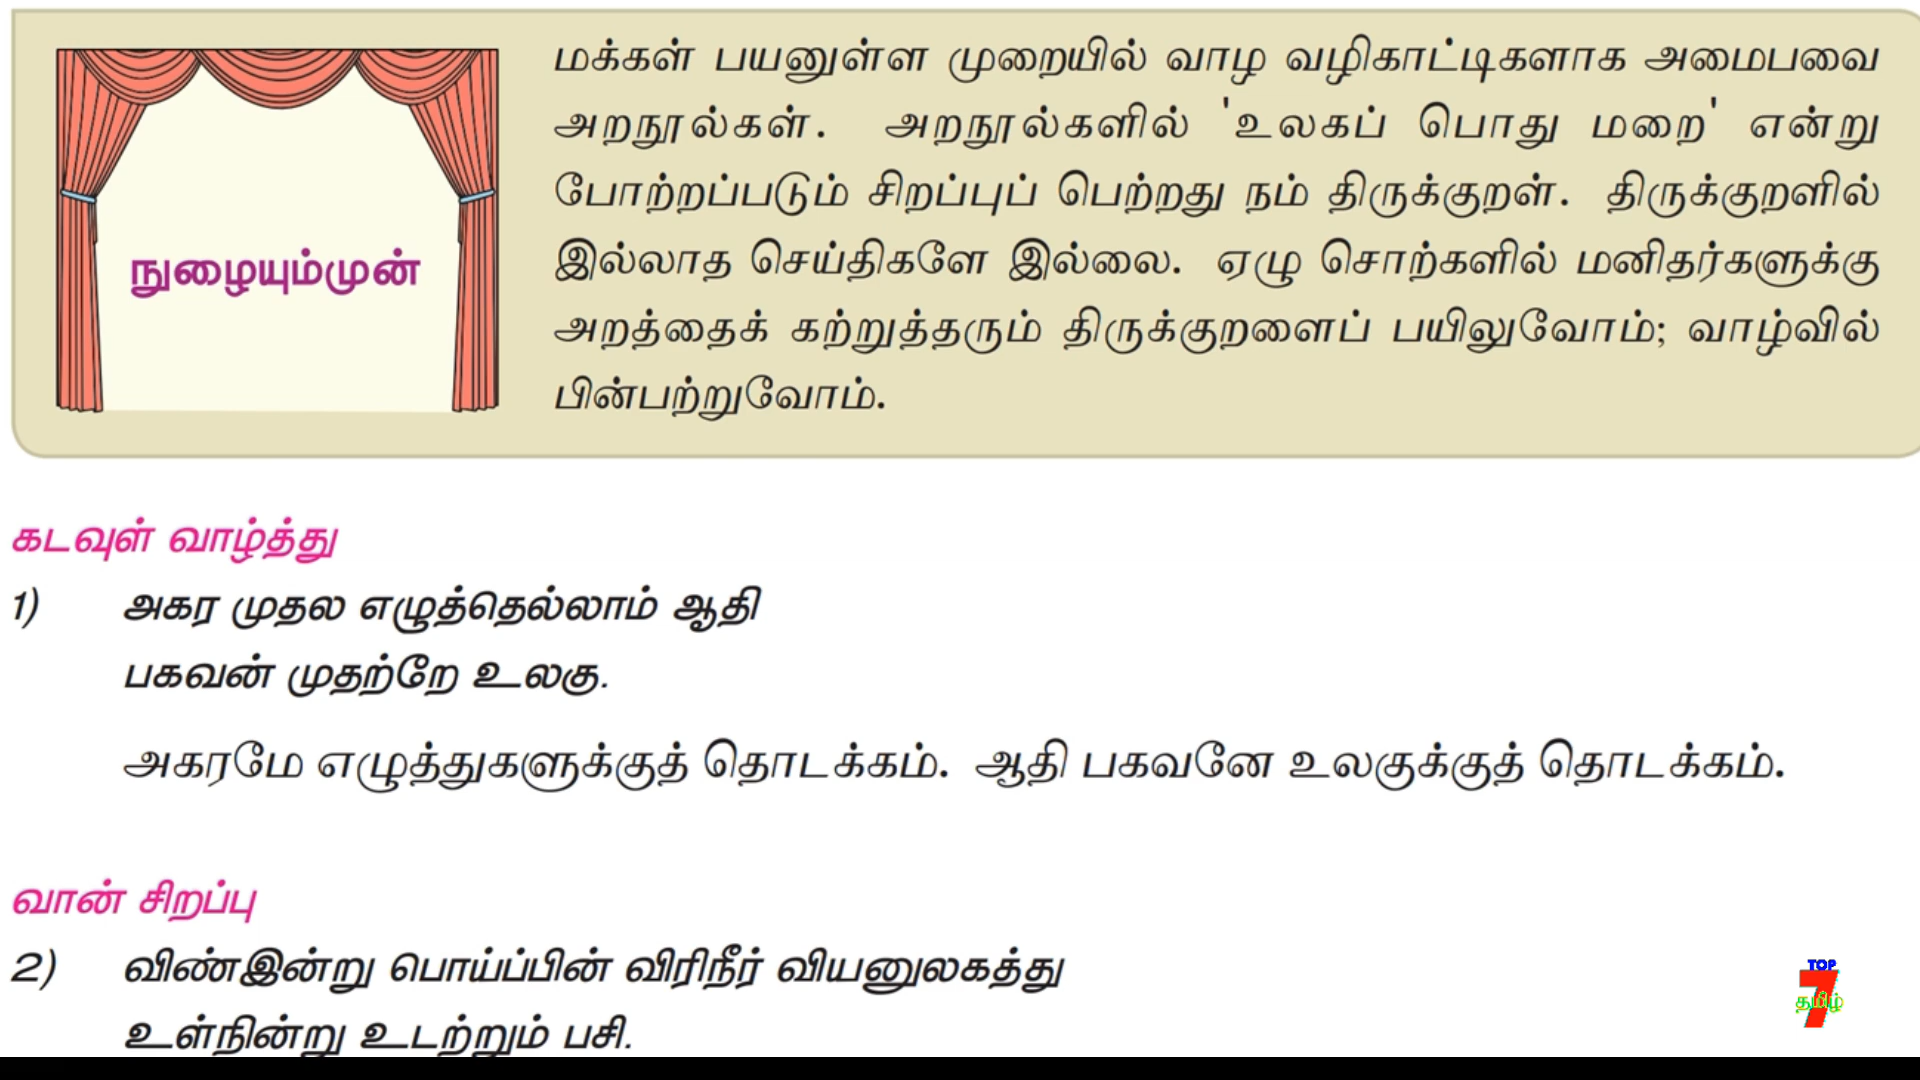 நுழையும்முன்
மக்கள் பயனுள்ள முறையில் வாழ வழிகாட்டிகளாக அமைபவை
அறநூல்கள். அறநூல்களில் 'உலகப் பொது மறை' என்று
போற்றப்படும் சிறப்புப் பெற்றது நம் திருக்குறள். திருக்குறளில்
இல்லாத செய்திகளே இல்லை. ஏழு சொற்களில் மனிதர்களுக்கு
அறத்தைக் கற்றுத்தரும் திருக்குறளைப் பயிலுவோம்; வாழ்வில்
பின்பற்றுவோம்.
கடவுள் வாழ்த்து
1) அகர முதல எழுத்தெல்லாம் ஆதி
பகவன் முதற்றே உலகு.
அகரமே எழுத்துகளுக்குத் தொடக்கம். ஆதி பகவனே உலகுக்குத் தொடக்கம்.
வான் சிறப்பு
2) விண்இன்று பொய்ப்பின் விரிநீர் வியனுலகத்து
உள்நின்று உடற்றும் பசி.
TOP
7
தமிழ்